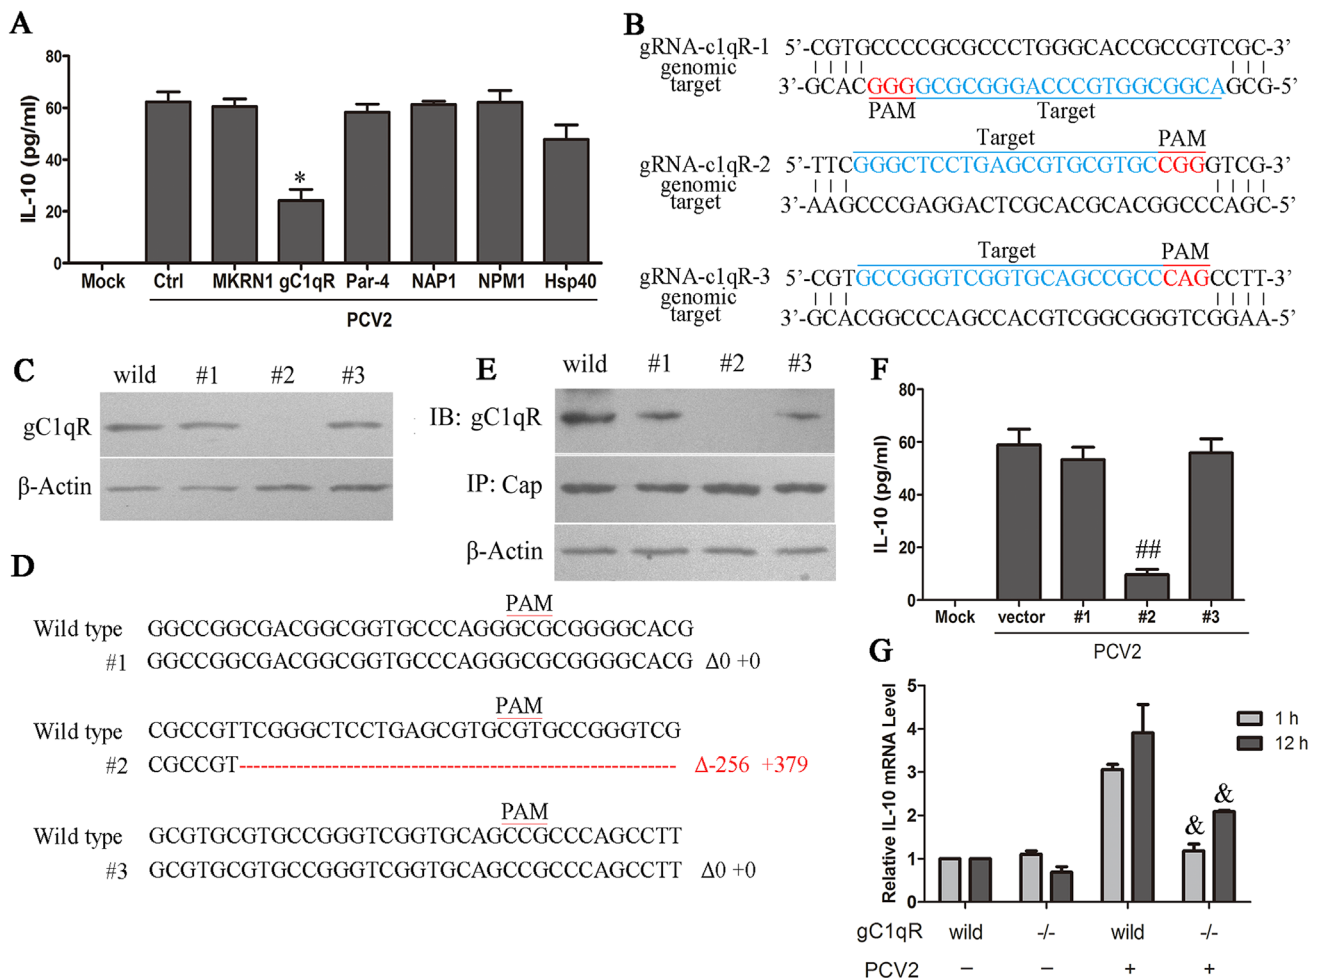 A
IL-10 (pg/ml)
80
60
40
20
0
*
Mock
Ctrl
MKRN1
gC1qR
Par-4
NAP1
NPM1
Hsp40
PCV2
B
gRNA-c1qR-1
genomic
target
5’-CGTGCCCCGCGCCCTGGGCACCGCCGTCGC-3’
3’-GCACGGGGCGCGGGACCCGTGGCGGCAGCG-5’
PAM
Target
Target
PAM
gRNA-c1qR-2
genomic
target
5’-TTCGGGCTCCTGAGCGTGCGTGCCGGGTCG-3’
3’-AAGCCCGAGGACTCGCACGCACGGCCCAGC-5’
Target
PAM
gRNA-c1qR-3
genomic
target
5’-CGTGCCGGGTCGGTGCAGCCGCCCAGCCTT-3’
3’-GCACGGCCCAGCCACGTCGGCGGGTCGGAA-5’
C
wild
#1
#2
#3
gC1qR
β-Actin
E
wild
#1
#2
#3
IB: gC1qR
IP: Cap
β-Actin
D
PAM
Wild type GGCCGGCGACGGCGGTGCCCAGGGCGCGGGGCACG
#1 GGCCGGCGACGGCGGTGCCCAGGGCGCGGGGCACG Δ0 +0
PAM
Wild type CGCCGTTCGGGCTCCTGAGCGTGCGTGCCGGGTCG
#2 CGCCGT----------------------------------------------------------- Δ-256 +379
PAM
Wild type GCGTGCGTGCCGGGTCGGTGCAGCCGCCCAGCCTT
#3 GCGTGCGTGCCGGGTCGGTGCAGCCGCCCAGCCTT Δ0 +0
F
IL-10 (pg/ml)
80
60
40
20
0
##
Mock
vector
#1
#2
#3
PCV2
G
Relative IL-10 mRNA Level
5
4
3
2
1
0
1 h
12 h
&
&
gC1qR wild -/- wild -/-
PCV2 − − + +